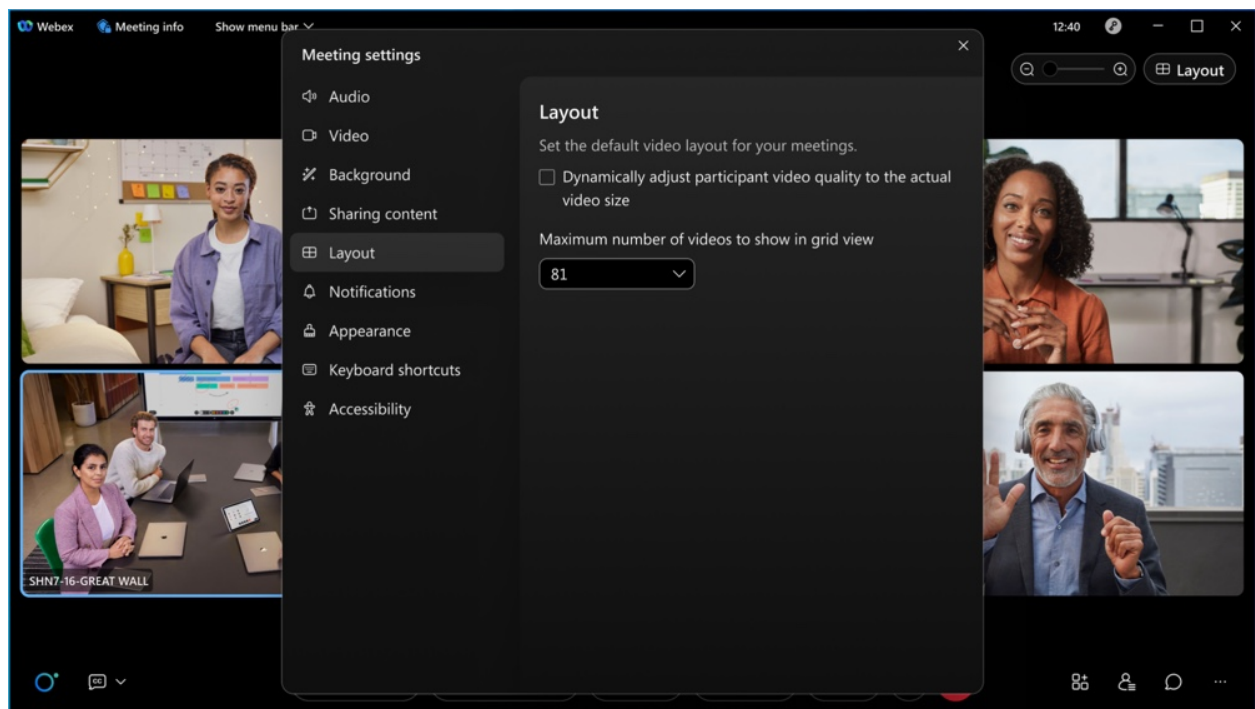 Webex
Meeting info
Show menu bar
12:40
Meeting settings
Layout
Audio
Video
Background
Sharing content
Layout
Notifications
Appearance
Keyboard shortcuts
Accessibility
Layout
Set the default video layout for your meetings.
Dynamically adjust participant video quality to the actual
video size
Maximum number of videos to show in grid view
81
SHN7-16-GREAT WALL
CC